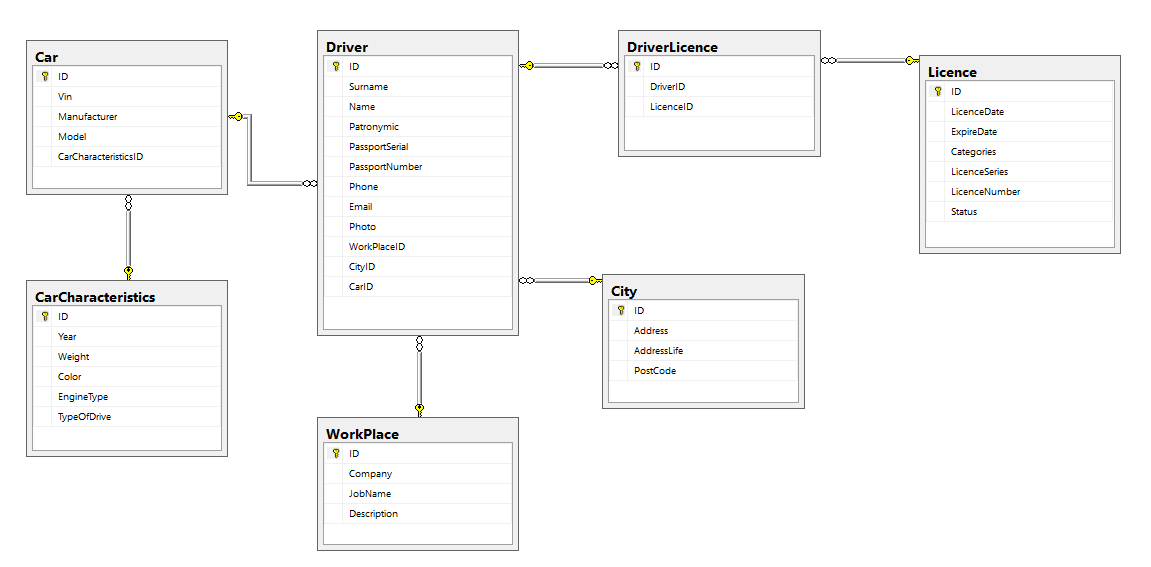 Car
ID
Vin
Manufacturer
Model
CarCharacteristicsID
Driver
ID
Surname
Name
Patronymic
PassportSerial
PassportNumber
Phone
Email
Photo
WorkPlaceID
CityID
CarID
DriverLicence
ID
DriverID
LicenceID
Licence
ID
LicenceDate
ExpireDate
Categories
LicenceSeries
LicenceNumber
Status
CarCharacteristics
ID
Year
Weight
Color
EngineType
TypeOfDrive
City
ID
Address
AddressLife
PostCode
WorkPlace
ID
Company
JobName
Description